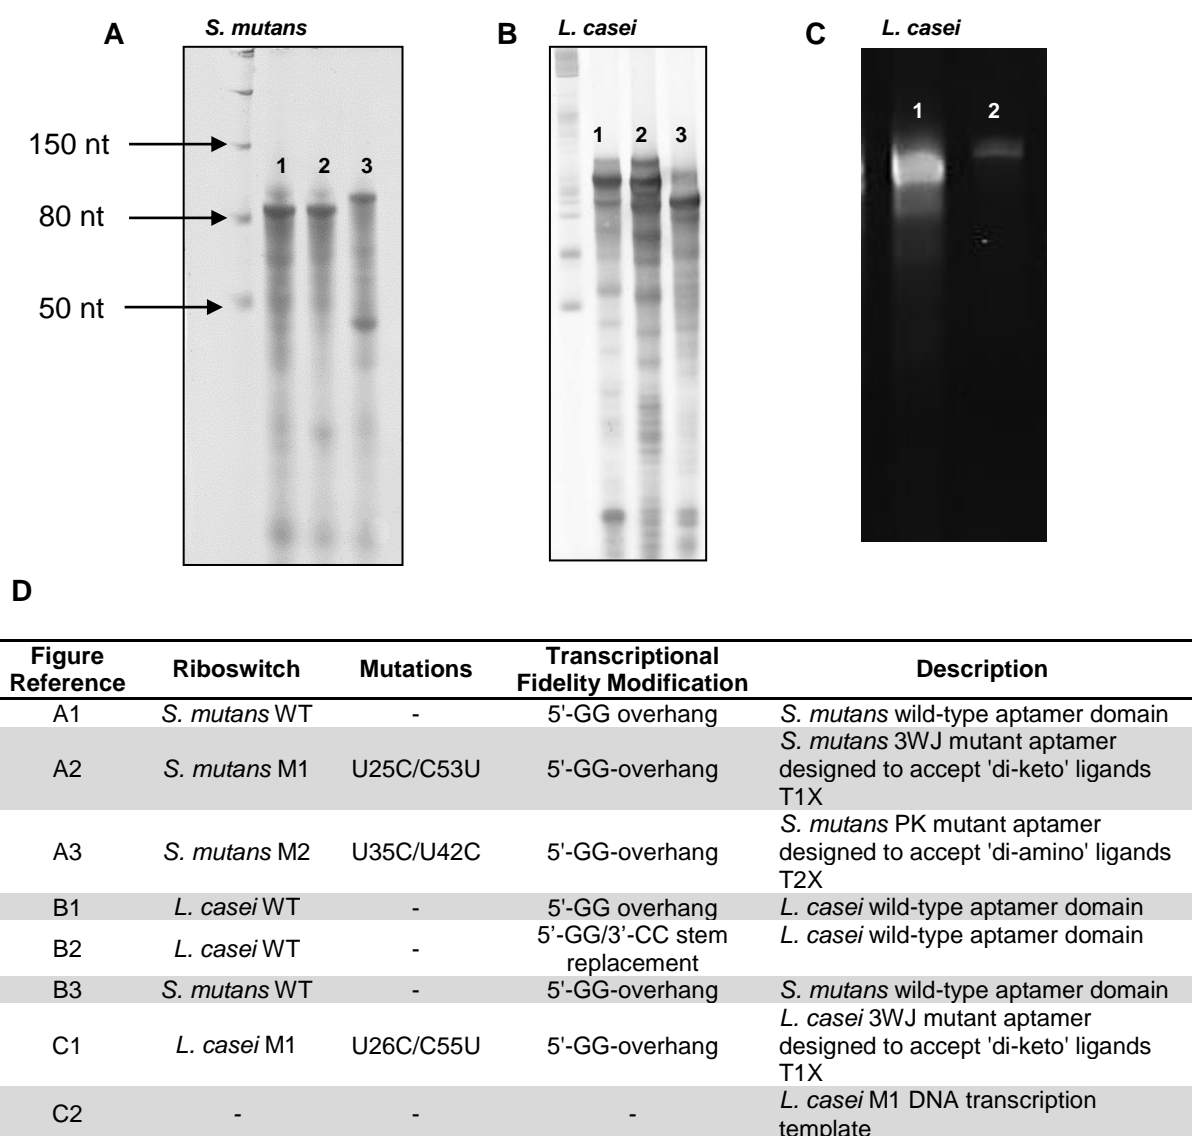 A
S. mutans
B
L. casei
C
L. casei
150 nt
80 nt
50 nt
1
2
3
1
2
3
1
2
D
Figure Reference
Riboswitch
Mutations
Transcriptional Fidelity Modification
Description
A1 S. mutans WT - 5'-GG overhang S. mutans wild-type aptamer domain
S. mutans 3WJ mutant aptamer
A2 S. mutans M1 U25C/C53U 5'-GG-overhang designed to accept 'di-keto' ligands
T1X
S. mutans PK mutant aptamer
A3 S. mutans M2 U35C/U42C 5'-GG-overhang designed to accept 'di-amino' ligands
T2X
B1 L. casei WT - 5'-GG overhang L. casei wild-type aptamer domain
B2 L. casei WT - 5’-GG/3’-CC stem L. casei wild-type aptamer domain
replacement
B3 S. mutans WT - 5'-GG-overhang S. mutans wild-type aptamer domain
L. casei 3WJ mutant aptamer
C1 L. casei M1 U26C/C55U 5'-GG-overhang designed to accept 'di-keto' ligands
T1X
C2 - - - L. casei M1 DNA transcription
template